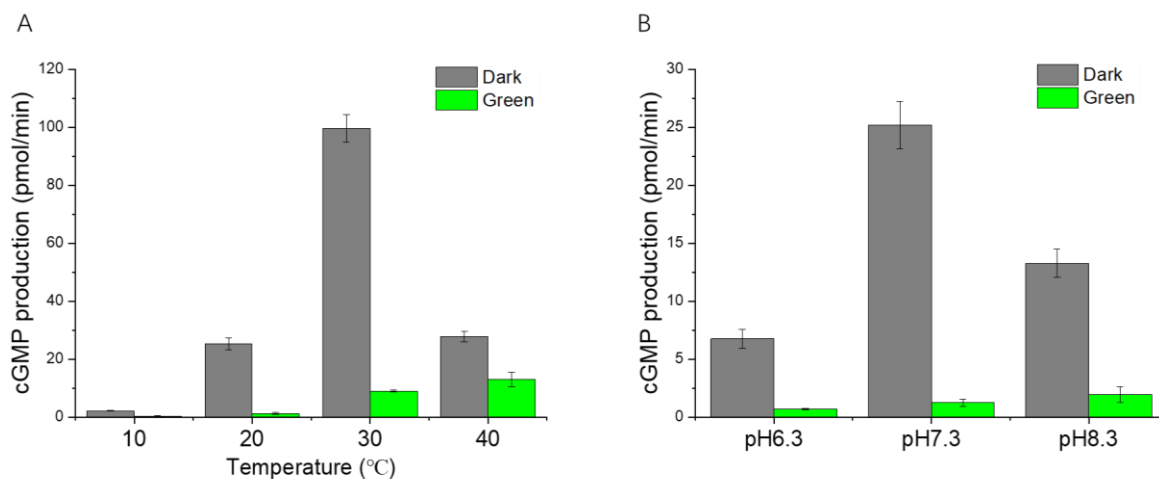 A
cGMP production (pmol/min)
120
100
80
60
40
20
0
Dark
Green
10 20 30 40
Temperature (℃)
B
cGMP production (pmol/min)
30
25
20
15
10
5
0
Dark
Green
pH6.3 pH7.3 pH8.3